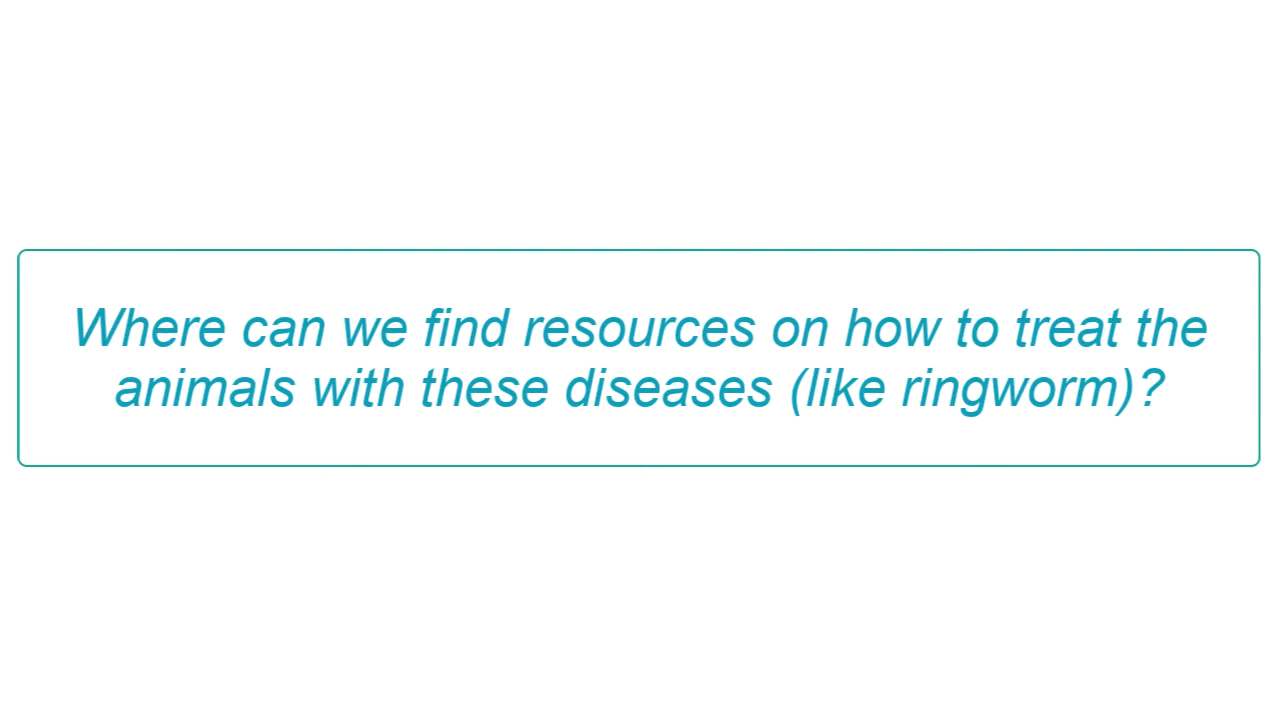 Where can we find resources on how to treat the
animals with these diseases (like ringworm)?